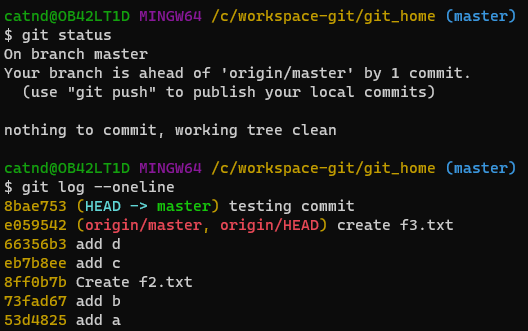 catnd@OB42LT1D MINGW64 /c/workspace-git/git_home (master)
$ git status
On branch master
Your branch is ahead of 'origin/master' by 1 commit.
  (use "git push" to publish your local commits)

nothing to commit, working tree clean

catnd@OB42LT1D MINGW64 /c/workspace-git/git_home (master)
$ git log --oneline
8bae753 (HEAD -> master) testing commit
e059542 (origin/master, origin/HEAD) create f3.txt
66356b3 add d
eb7b8ee add c
8ff0b7b Create f2.txt
73fad67 add b
53d4825 add a